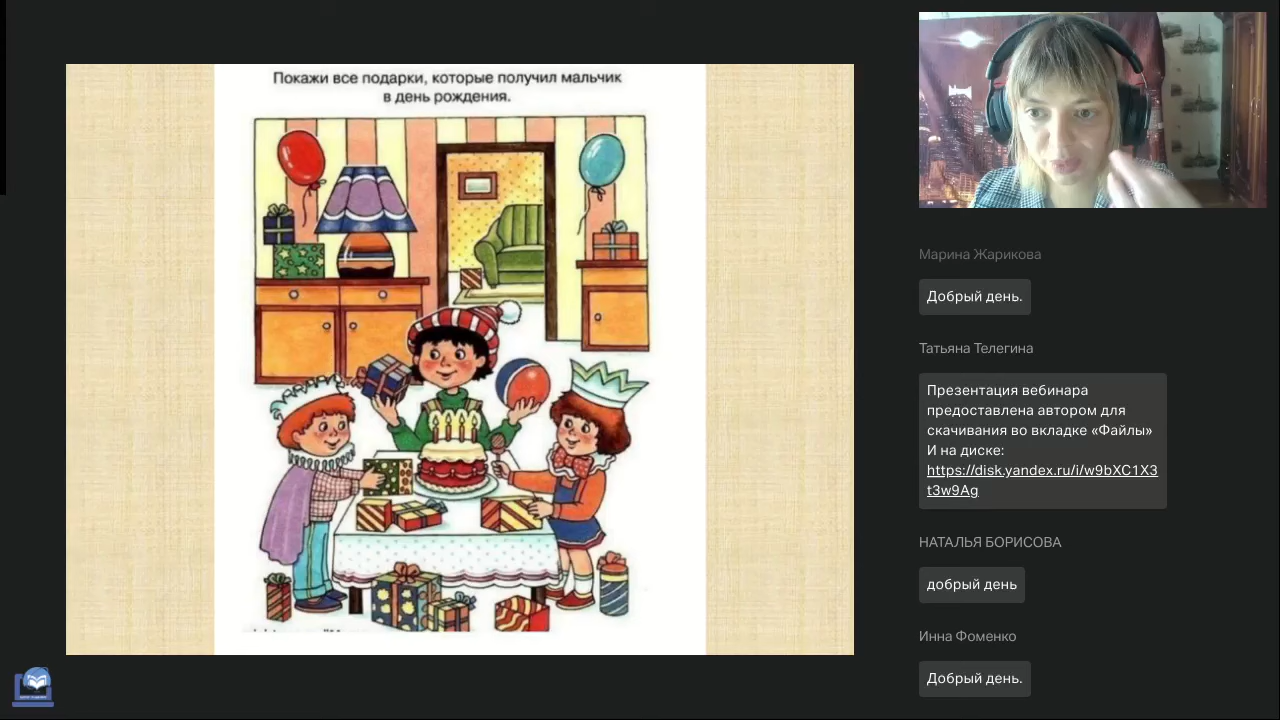 Покажи все подарки, которые получил мальчик
в день рождения.
Марина Жарикова
Добрый день.
Татьяна Телегина
Презентация вебинара
предоставлена автором для
скачивания во вкладке «Файлы»
И на диске:
https://disk.yandex.ru/i/w9bXC1X3
t3w9Ag
НАТАЛЬЯ БОРИСОВА
добрый день
Инна Фоменко
Добрый день.